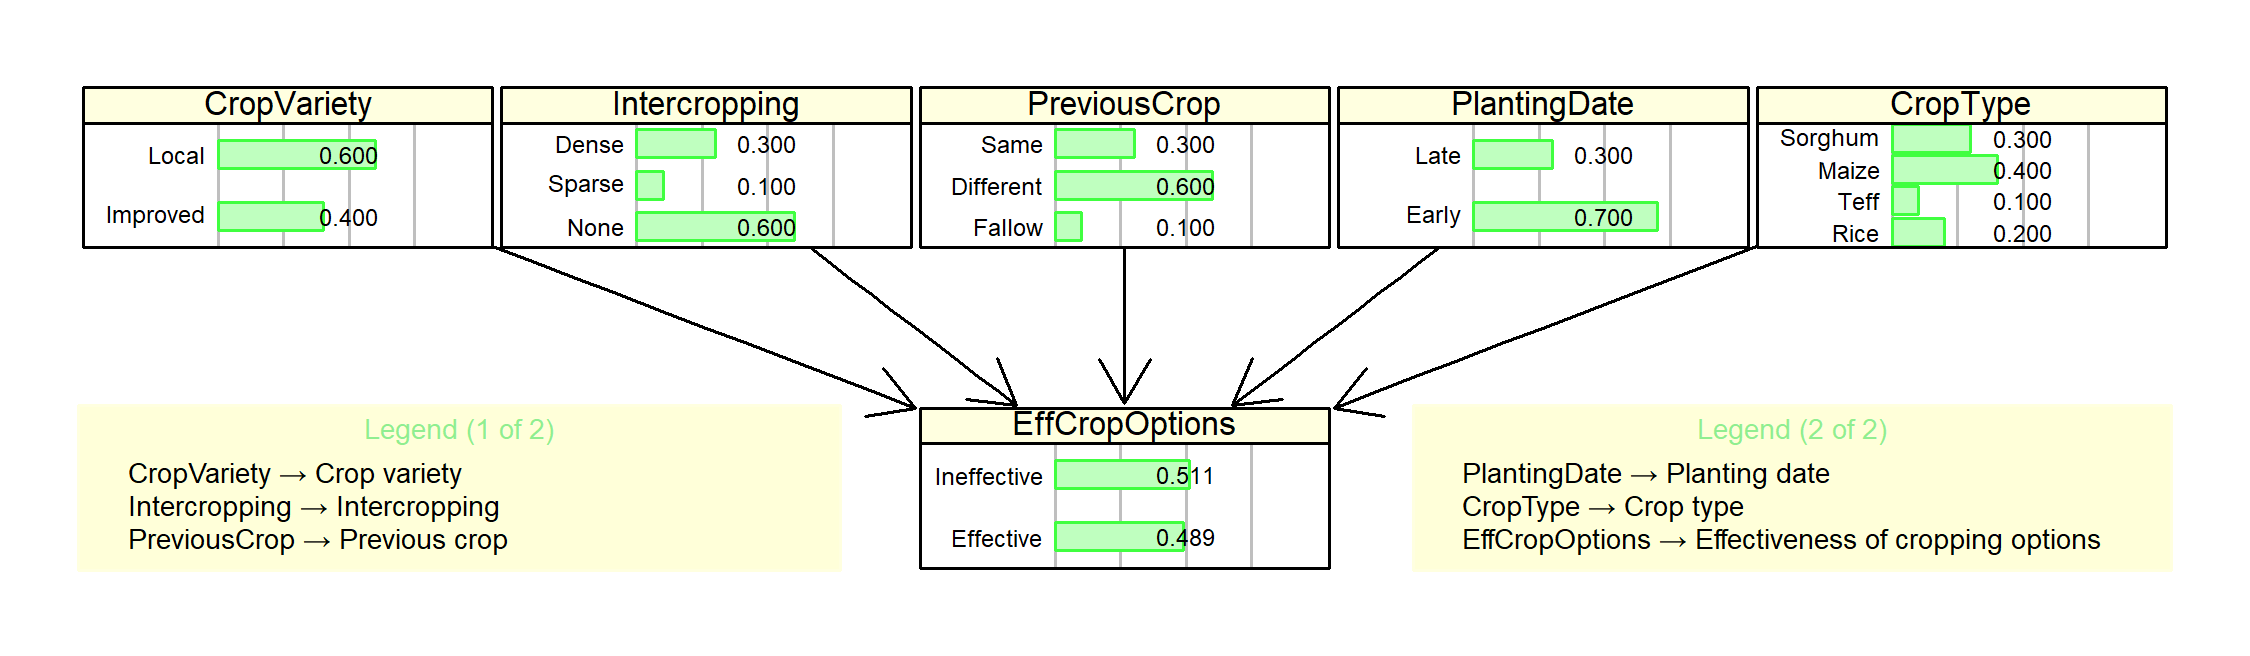 CropVariety
Local 0.600
Improved 0.400
Intercropping
Dense 0.300
Sparse 0.100
None 0.600
PreviousCrop
Same 0.300
Different 0.600
Fallow 0.100
PlantingDate
Late 0.300
Early 0.700
CropType
Sorghum 0.300
Maize 0.400
Teff 0.100
Rice 0.200
Legend (1 of 2)
CropVariety → Crop variety
Intercropping → Intercropping
PreviousCrop → Previous crop
EffCropOptions
Ineffective 0.511
Effective 0.489
Legend (2 of 2)
PlantingDate → Planting date
CropType → Crop type
EffCropOptions → Effectiveness of cropping options